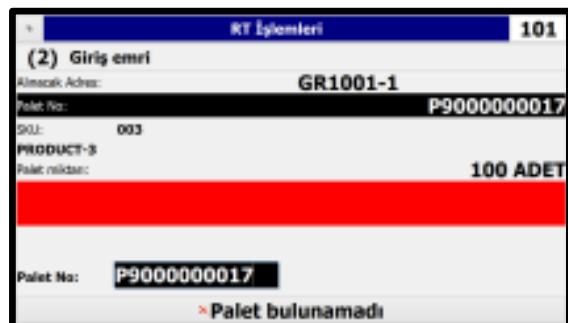 RT İşlemleri 101
(2) Giriş emri
Alınacak Adres: GR1001-1
Palet No: P9000000017
SKU: 003
PRODUCT-3
Palet miktarı: 100 ADET
Palet No: P9000000017
Palet bulunamadı